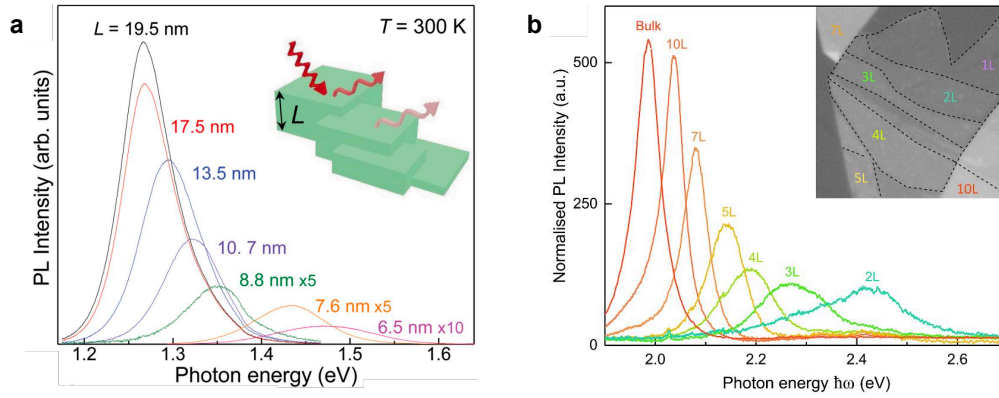 a
L = 19.5 nm
T = 300 K
L
17.5 nm
13.5 nm
10. 7 nm
8.8 nm x5
7.6 nm x5
6.5 nm x10
PL Intensity (arb. units)
1.2 1.3 1.4 1.5 1.6
Photon energy (eV)
b
Bulk
10L
7L
5L
4L
3L
2L
7L
1L
3L
2L
4L
5L
10L
Normalised PL Intensity (a.u.)
500
250
0
2.0 2.2 2.4 2.6
Photon energy ħω (eV)